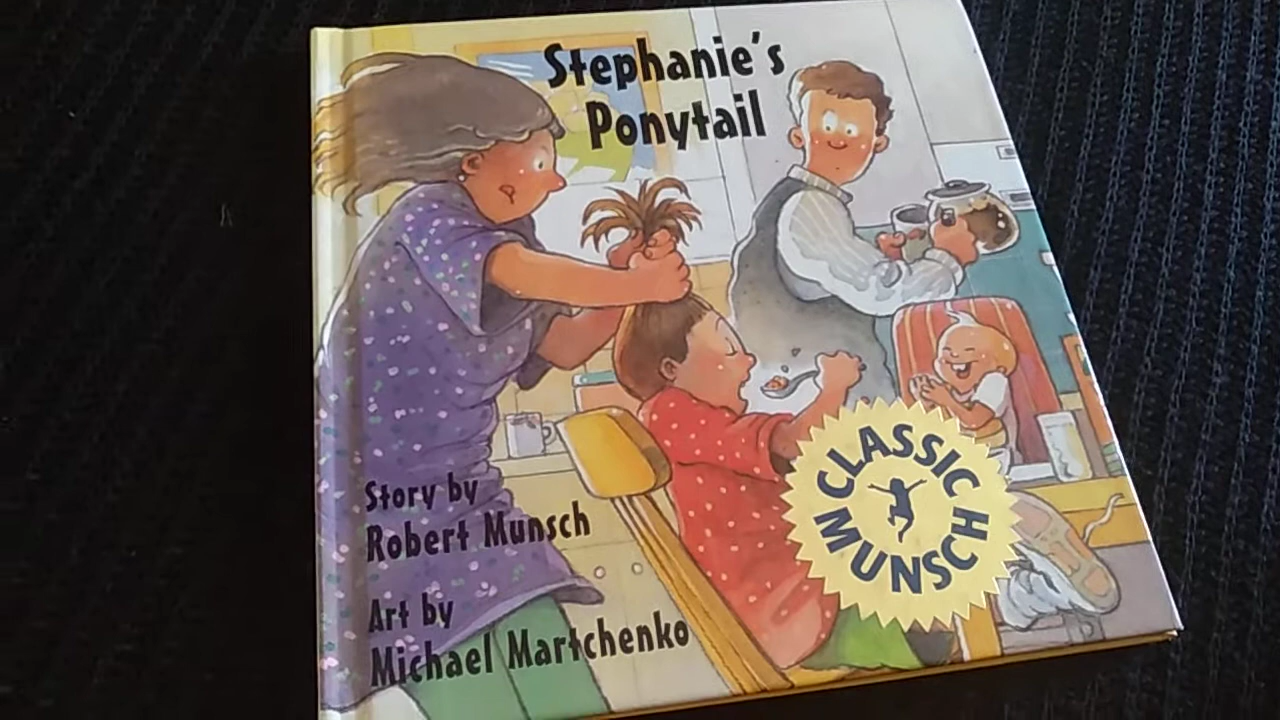 Stephanie's
Ponytail
Story by
Robert Munsch
Art by
Michael Martchenko
CLASSIC
MUNSCH